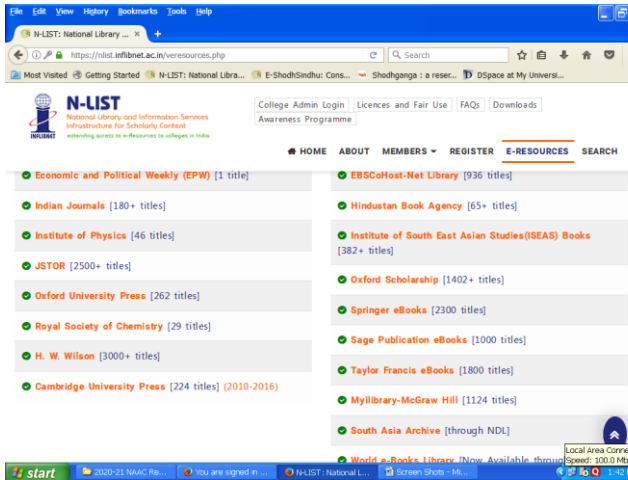 File Edit View History Bookmarks Tools Help
N-LIST: National Library ... × +
https://nlist.inflibnet.ac.in/veresources.php
Search
Most Visited Getting Started N-LIST: National Libra... E-ShodhSindhu: Cons... Shodhganga : a reser... DSpace at My Universi...
N-LIST
National Library and Information Services
Infrastructure for Scholarly Content
extending access to e-Resources to colleges in India
INFLIBNET
College Admin Login Licences and Fair Use FAQs Downloads
Awareness Programme
HOME ABOUT MEMBERS REGISTER E-RESOURCES SEARCH
Economic and Political Weekly (EPW) [1 title]
Indian Journals [180+ titles]
Institute of Physics [46 titles]
JSTOR [2500+ titles]
Oxford University Press [262 titles]
Royal Society of Chemistry [29 titles]
H. W. Wilson [3000+ titles]
Cambridge University Press [224 titles] (2010-2016)
EBSCoHost-Net Library [936 titles]
Hindustan Book Agency [65+ titles]
Institute of South East Asian Studies(ISEAS) Books
[382+ titles]
Oxford Scholarship [1402+ titles]
Springer eBooks [2300 titles]
Sage Publication eBooks [1000 titles]
Taylor Francis eBooks [1800 titles]
Myilibrary-McGraw Hill [1124 titles]
South Asia Archive [through NDL]
World e-Books Library [Now Available throug
Local Area Conne
Speed: 100.0 Mb
start 2020-21 NAAC Re... You are signed in ... N-LIST: National L... Screen Shots - Mi... 1:42